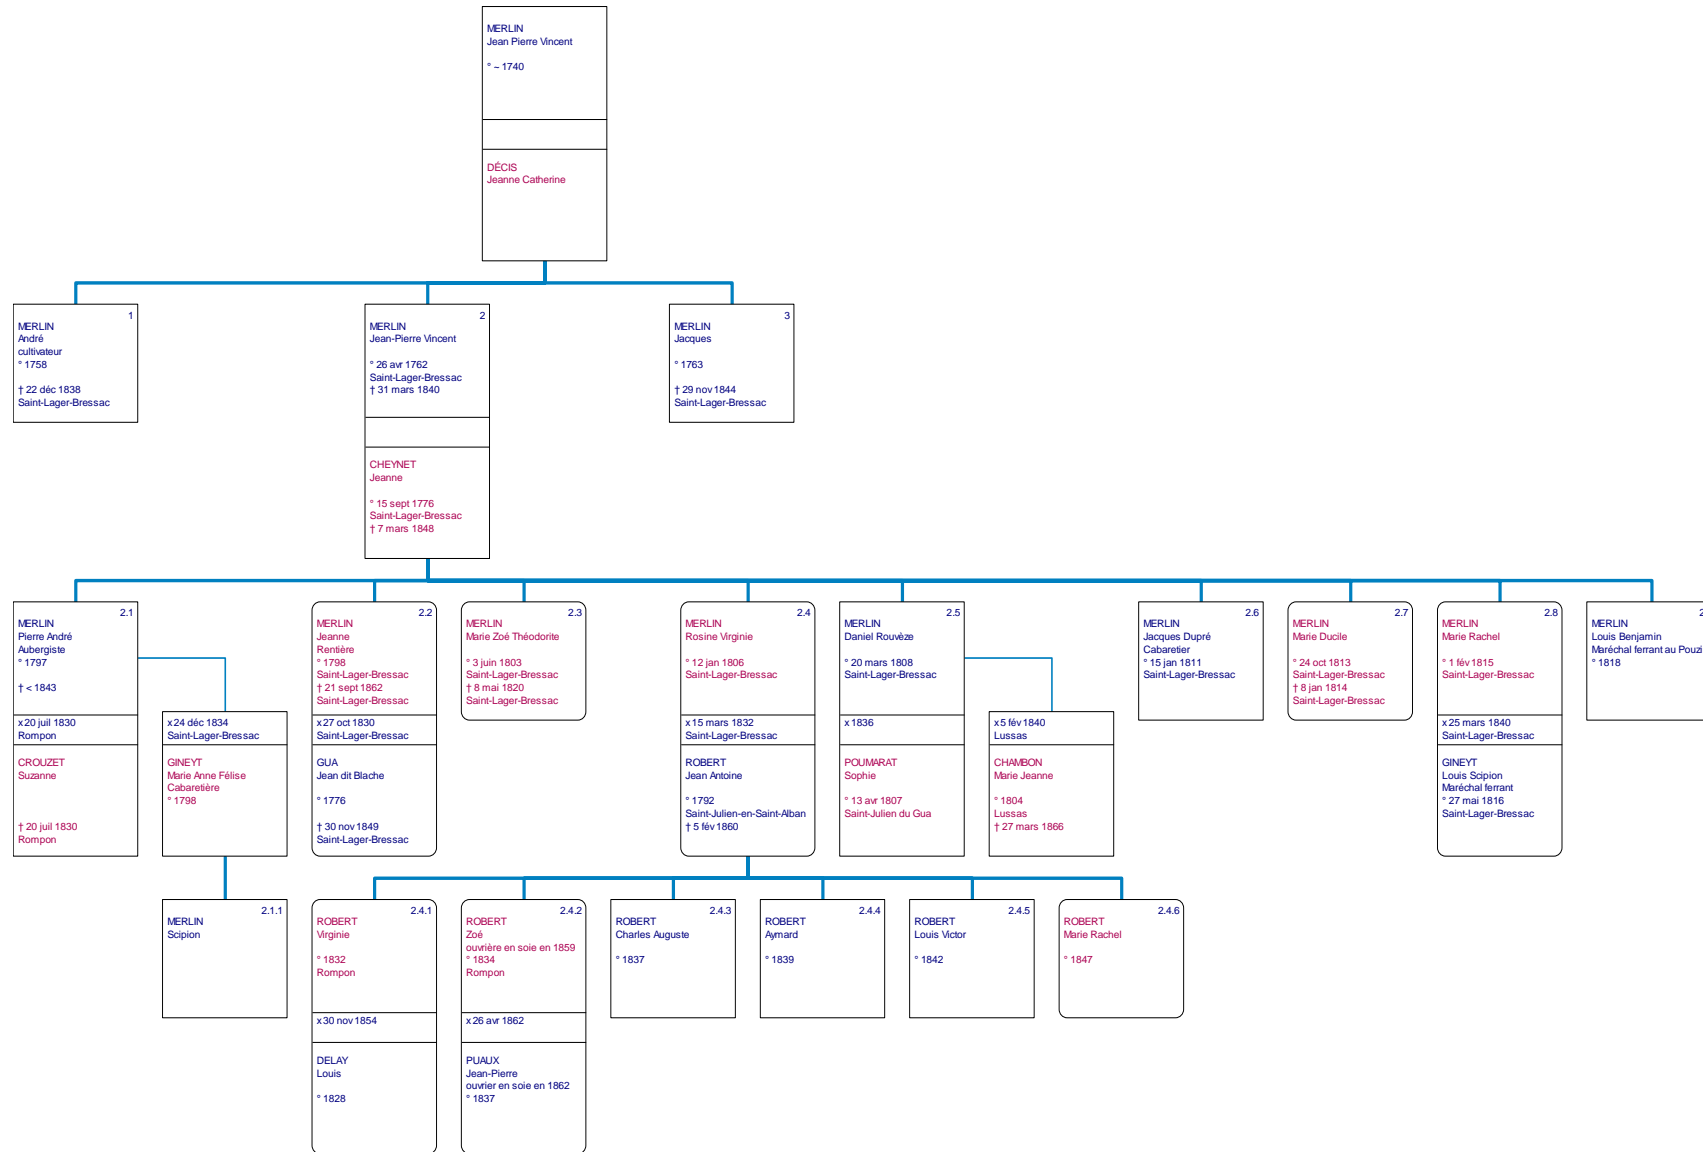 MERLIN
Jean Pierre Vincent
° ~ 1740
DÉCIS
Jeanne Catherine
1
MERLIN
André
cultivateur
° 1758
† 22 déc 1838
Saint-Lager-Bressac
2
MERLIN
Jean-Pierre Vincent
° 26 avr 1762
Saint-Lager-Bressac
† 31 mars 1840
CHEYNET
Jeanne
° 15 sept 1776
Saint-Lager-Bressac
† 7 mars 1848
3
MERLIN
Jacques
° 1763
† 29 nov 1844
Saint-Lager-Bressac
2.1
MERLIN
Pierre André
Aubergiste
° 1797
† < 1843
x 20 juil 1830
Rompon
CROUZET
Suzanne
† 20 juil 1830
Rompon
x 24 déc 1834
Saint-Lager-Bressac
GINEYT
Marie Anne Félise
Cabaretière
° 1798
2.2
MERLIN
Jeanne
Rentière
° 1798
Saint-Lager-Bressac
† 21 sept 1862
Saint-Lager-Bressac
x 27 oct 1830
Saint-Lager-Bressac
GUA
Jean dit Blache
° 1776
† 30 nov 1849
Saint-Lager-Bressac
2.3
MERLIN
Marie Zoé Théodorite
° 3 juin 1803
Saint-Lager-Bressac
† 8 mai 1820
Saint-Lager-Bressac
2.4
MERLIN
Rosine Virginie
° 12 jan 1806
Saint-Lager-Bressac
x 15 mars 1832
Saint-Lager-Bressac
ROBERT
Jean Antoine
° 1792
Saint-Julien-en-Saint-Alban
† 5 fév 1860
2.5
MERLIN
Daniel Rouvèze
° 20 mars 1808
Saint-Lager-Bressac
x 1836
POUMARAT
Sophie
° 13 avr 1807
Saint-Julien du Gua
x 5 fév 1840
Lussas
CHAMBON
Marie Jeanne
° 1804
Lussas
† 27 mars 1866
2.6
MERLIN
Jacques Dupré
Cabaretier
° 15 jan 1811
Saint-Lager-Bressac
2.7
MERLIN
Marie Ducile
° 24 oct 1813
Saint-Lager-Bressac
† 8 jan 1814
Saint-Lager-Bressac
2.8
MERLIN
Marie Rachel
° 1 fév 1815
Saint-Lager-Bressac
x 25 mars 1840
Saint-Lager-Bressac
GINEYT
Louis Scipion
Maréchal ferrant
° 27 mai 1816
Saint-Lager-Bressac
2
MERLIN
Louis Benjamin
Maréchal ferrant au Pouzi
° 1818
2.1.1
MERLIN
Scipion
2.4.1
ROBERT
Virginie
° 1832
Rompon
x 30 nov 1854
DELAY
Louis
° 1828
2.4.2
ROBERT
Zoé
ouvrière en soie en 1859
° 1834
Rompon
x 26 avr 1862
PUAUX
Jean-Pierre
ouvrier en soie en 1862
° 1837
2.4.3
ROBERT
Charles Auguste
° 1837
2.4.4
ROBERT
Aymard
° 1839
2.4.5
ROBERT
Louis Victor
° 1842
2.4.6
ROBERT
Marie Rachel
° 1847